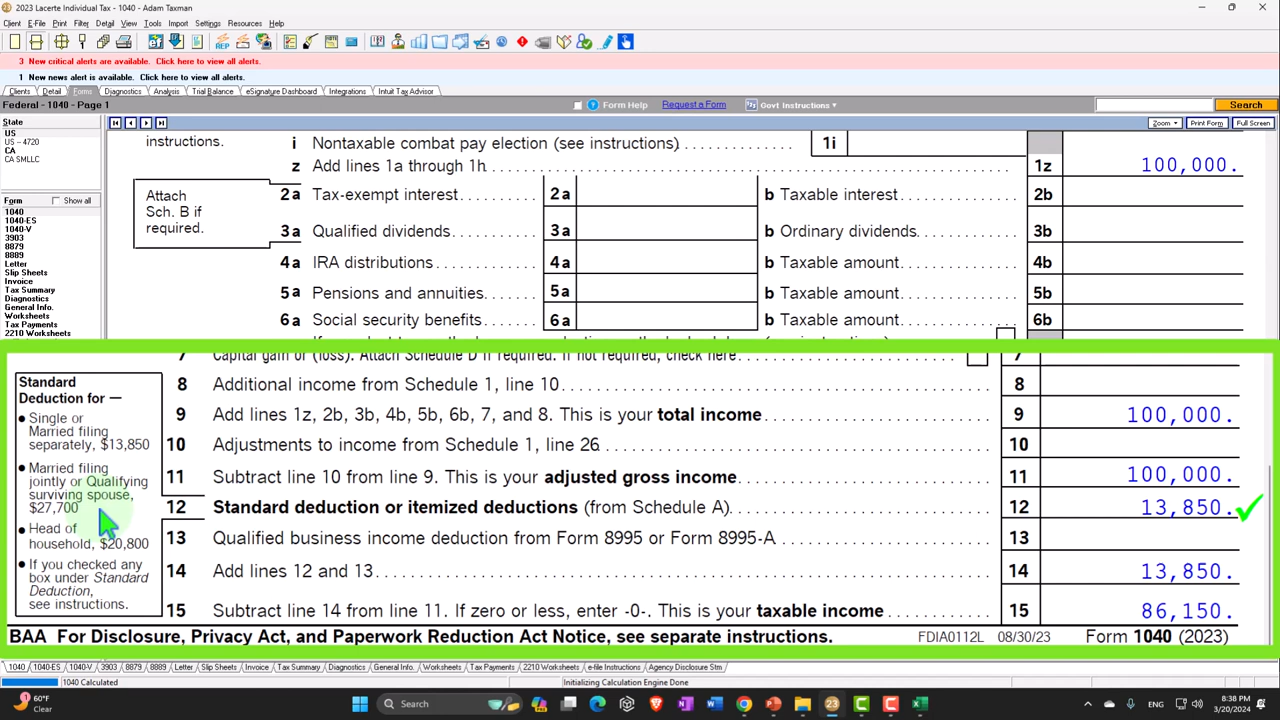 2023 Lacerte Individual Tax - 1040 - Adam Taxman
Client E-File Print Filter Detail View Tools Import Settings Resources Help
REP
3 New critical alerts are available. Click here to view all alerts.
1 New news alert is available. Click here to view all alerts.
Clients Detail Forms Diagnostics Analysis Trial Balance eSignature Dashboard Integrations Intuit Tax Advisor
Federal - 1040 - Page 1
Form Help Request a Form Govt Instructions Search
State
US
US - 4720
CA
CA SMLLC
Form Show all
1040
1040-ES
1040-V
3903
8879
8889
Letter
Slip Sheets
Invoice
Tax Summary
Diagnostics
General Info.
Worksheets
Tax Payments
2210 Worksheets
Zoom Print Form Full Screen
instructions. i Nontaxable combat pay election (see instructions) 1i
z Add lines 1a through 1h 1z 100,000.
Attach
Sch. B if
required.
2a Tax-exempt interest 2a b Taxable interest 2b
3a Qualified dividends 3a b Ordinary dividends 3b
4a IRA distributions 4a b Taxable amount 4b
5a Pensions and annuities 5a b Taxable amount 5b
6a Social security benefits 6a b Taxable amount 6b
7 Capital gain or (loss). Attach Schedule D if required. If not required, check here 7
Standard
Deduction for —
• Single or
Married filing
separately, $13,850
• Married filing
jointly or Qualifying
surviving spouse,
$27,700
• Head of
household, $20,800
• If you checked any
box under Standard
Deduction,
see instructions.
8 Additional income from Schedule 1, line 10 8
9 Add lines 1z, 2b, 3b, 4b, 5b, 6b, 7, and 8. This is your total income 9 100,000.
10 Adjustments to income from Schedule 1, line 26 10
11 Subtract line 10 from line 9. This is your adjusted gross income 11 100,000.
12 Standard deduction or itemized deductions (from Schedule A) 12 13,850.
13 Qualified business income deduction from Form 8995 or Form 8995-A 13
14 Add lines 12 and 13 14 13,850.
15 Subtract line 14 from line 11. If zero or less, enter -0-. This is your taxable income 15 86,150.
BAA For Disclosure, Privacy Act, and Paperwork Reduction Act Notice, see separate instructions. FDIA0112L 08/30/23 Form 1040 (2023)
1040 1040-ES 1040-V 3903 8879 8889 Letter Slip Sheets Invoice Tax Summary Diagnostics General Info. Worksheets Tax Payments 2210 Worksheets e-file Instructions Agency Disclosure Stm
1040 Calculated Initializing Calculation Engine Done
60°F
Clear
Search
23
ENG
8:38 PM
3/20/2024